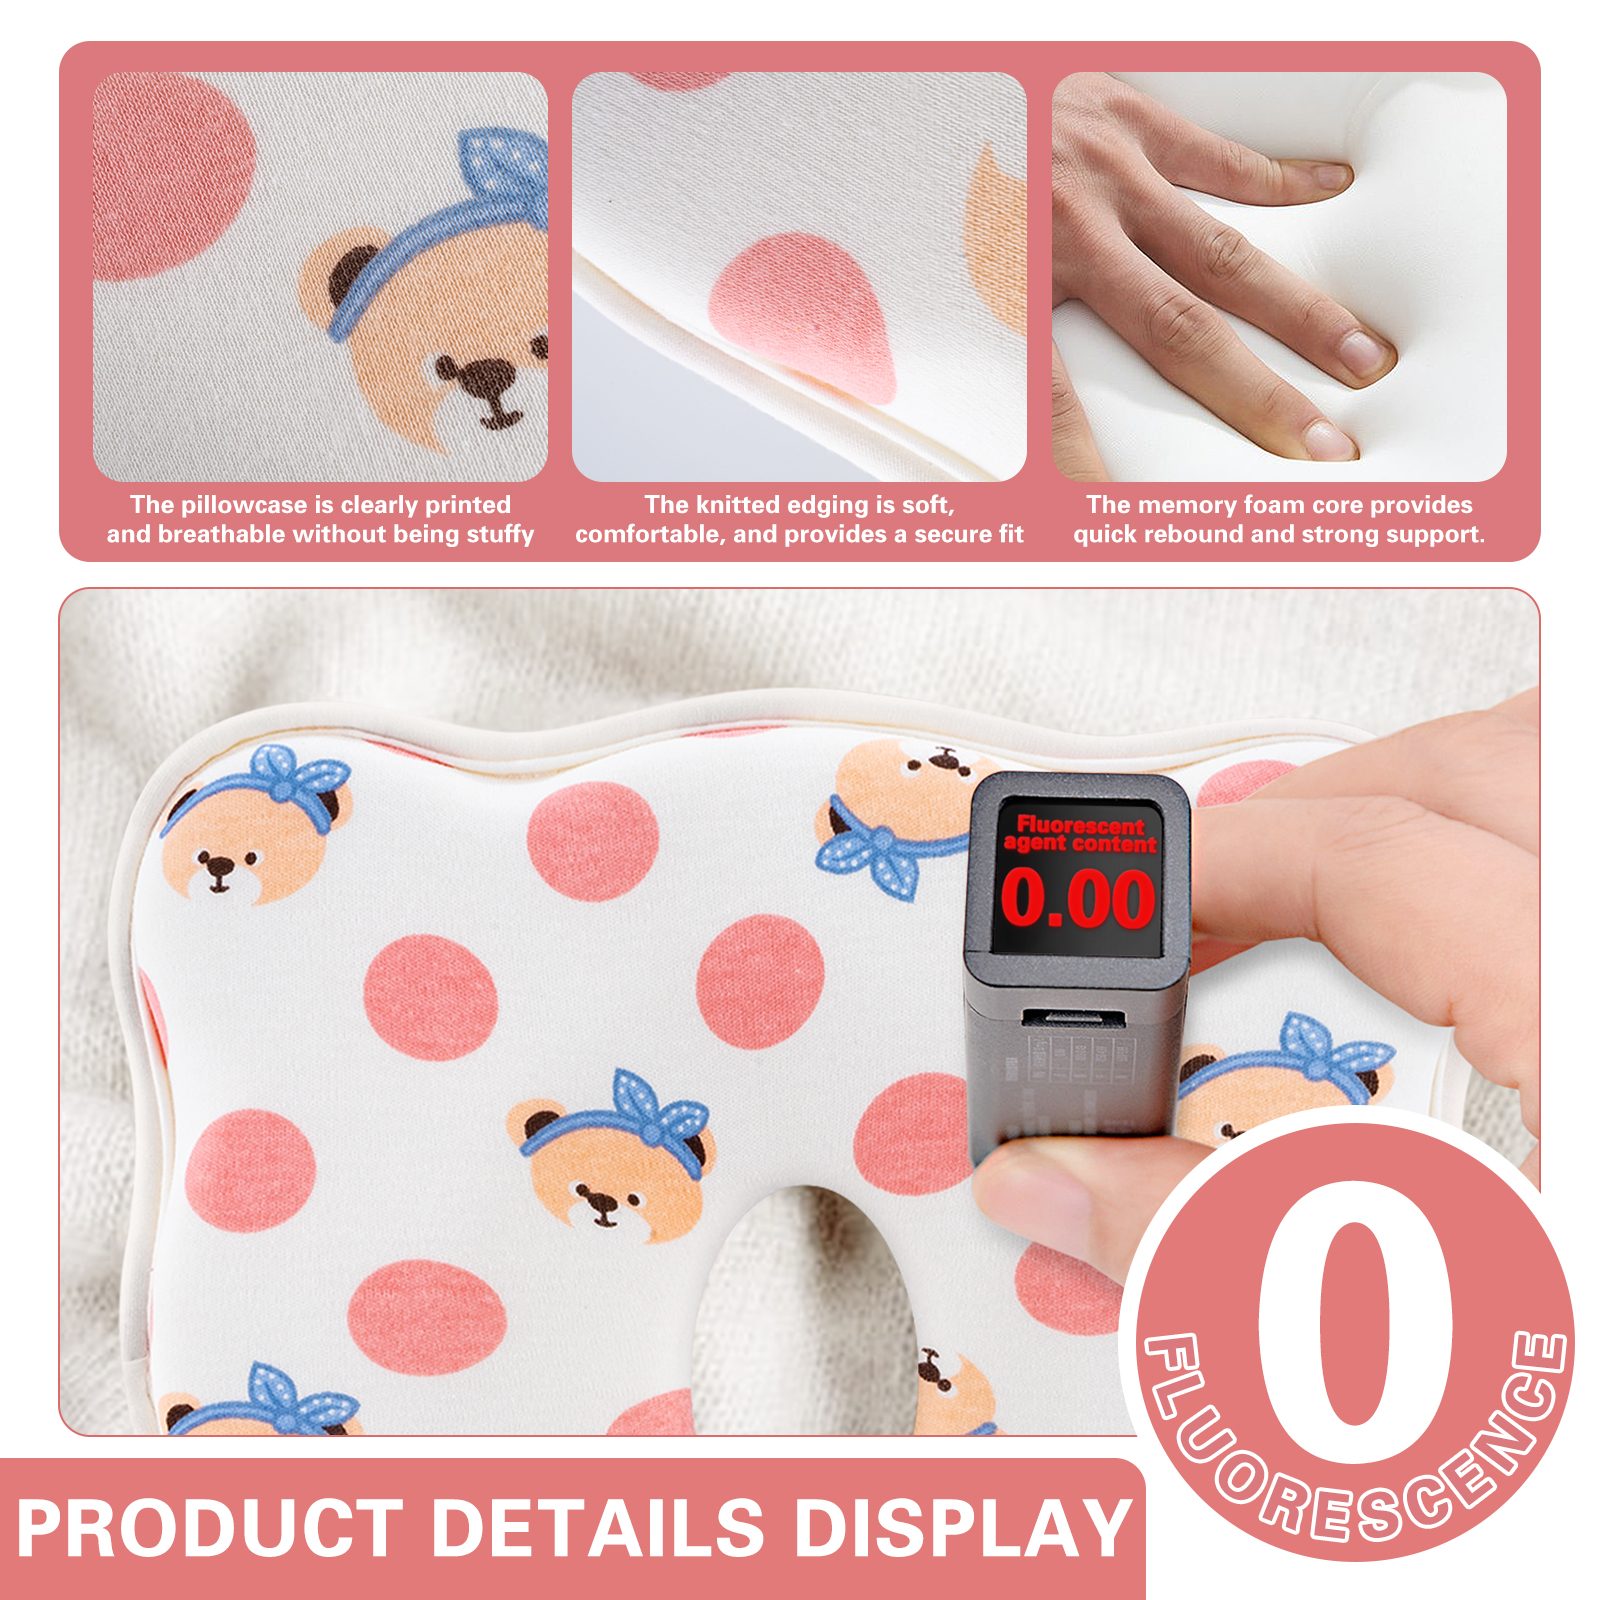 The pillowcase is clearly printed
and breathable without being stuffy
The knitted edging is soft,
comfortable, and provides a secure fit
The memory foam core provides
quick rebound and strong support.
Fluorescent
agent content
0.00
0
FLUORESCENCE
PRODUCT DETAILS DISPLAY